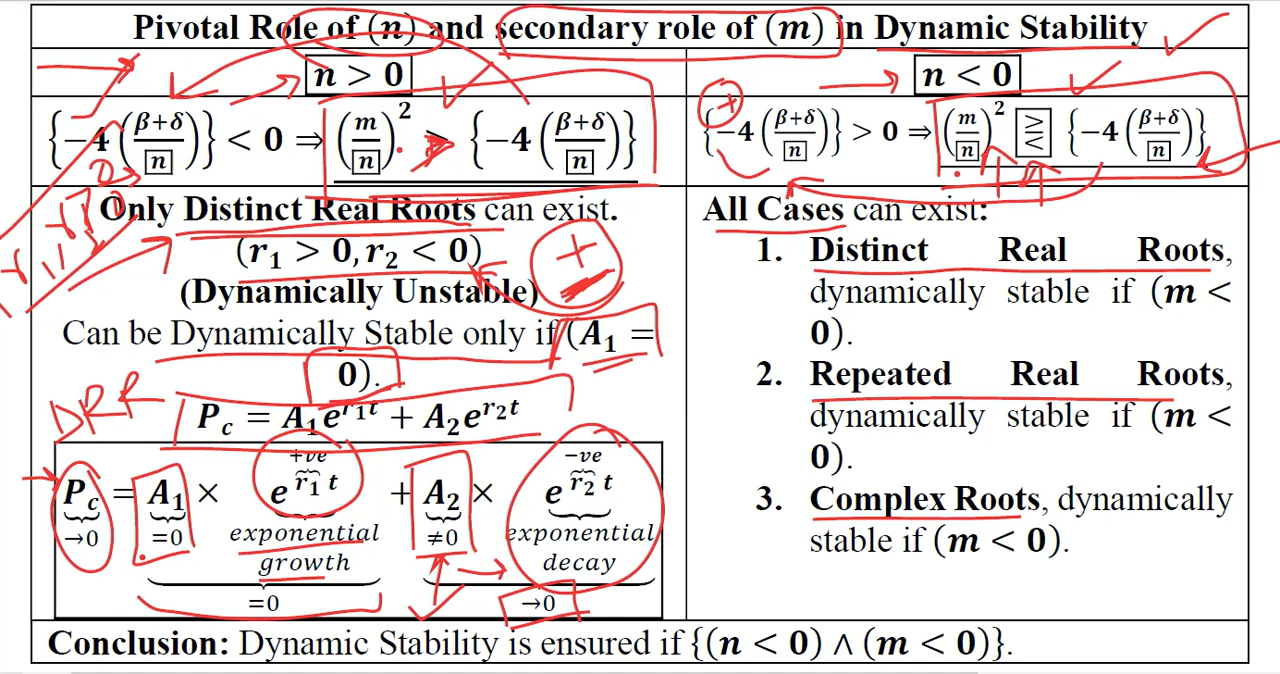 Pivotal Role of (n) and secondary role of (m) in Dynamic Stability
n > 0
n < 0
{−4 ((β+δ)/n)} < 0 ⇒ (m/n)² > {−4 ((β+δ)/n)}
{−4 ((β+δ)/n)} > 0 ⇒ (m/n)² ⋛ {−4 ((β+δ)/n)}
+
Only Distinct Real Roots can exist.
(r₁ > 0, r₂ < 0)
+
(Dynamically Unstable)
Can be Dynamically Stable only if (A₁ =
0).
DRR
P_c = A₁e^(r₁t) + A₂e^(r₂t)
P_c = A₁ × e^(r₁ t) + A₂ × e^(r₂ t)
+ve −ve
→0 =0 exponential ≠0 exponential
growth decay
=0 →0
All Cases can exist:
1. Distinct Real Roots,
dynamically stable if (m <
0).
2. Repeated Real Roots,
dynamically stable if (m <
0).
3. Complex Roots, dynamically
stable if (m < 0).
Conclusion: Dynamic Stability is ensured if {(n < 0) ∧ (m < 0)}.